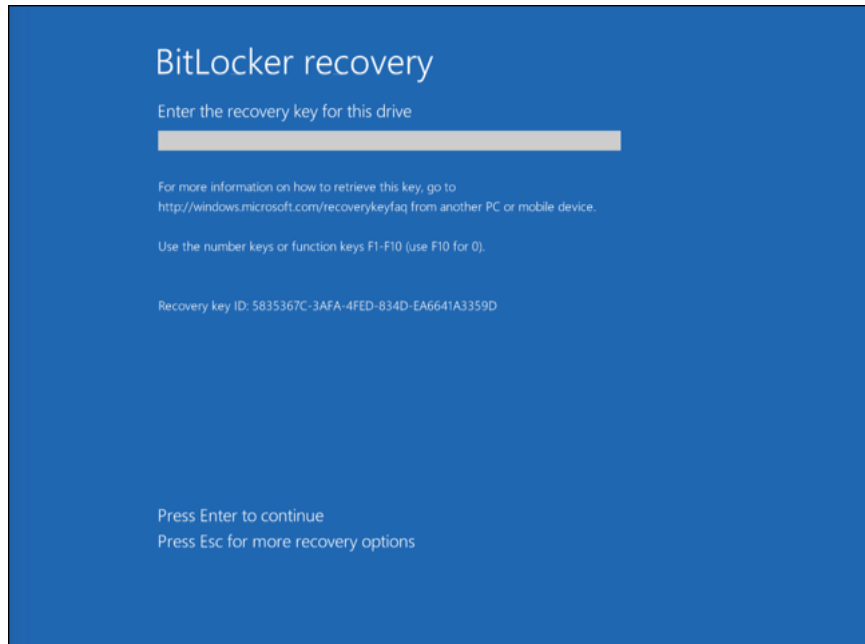 BitLocker recovery
Enter the recovery key for this drive
For more information on how to retrieve this key, go to
http://windows.microsoft.com/recoverykeyfaq from another PC or mobile device.
Use the number keys or function keys F1-F10 (use F10 for 0).
Recovery key ID: 5835367C-3AFA-4FED-834D-EA6641A3359D
Press Enter to continue
Press Esc for more recovery options